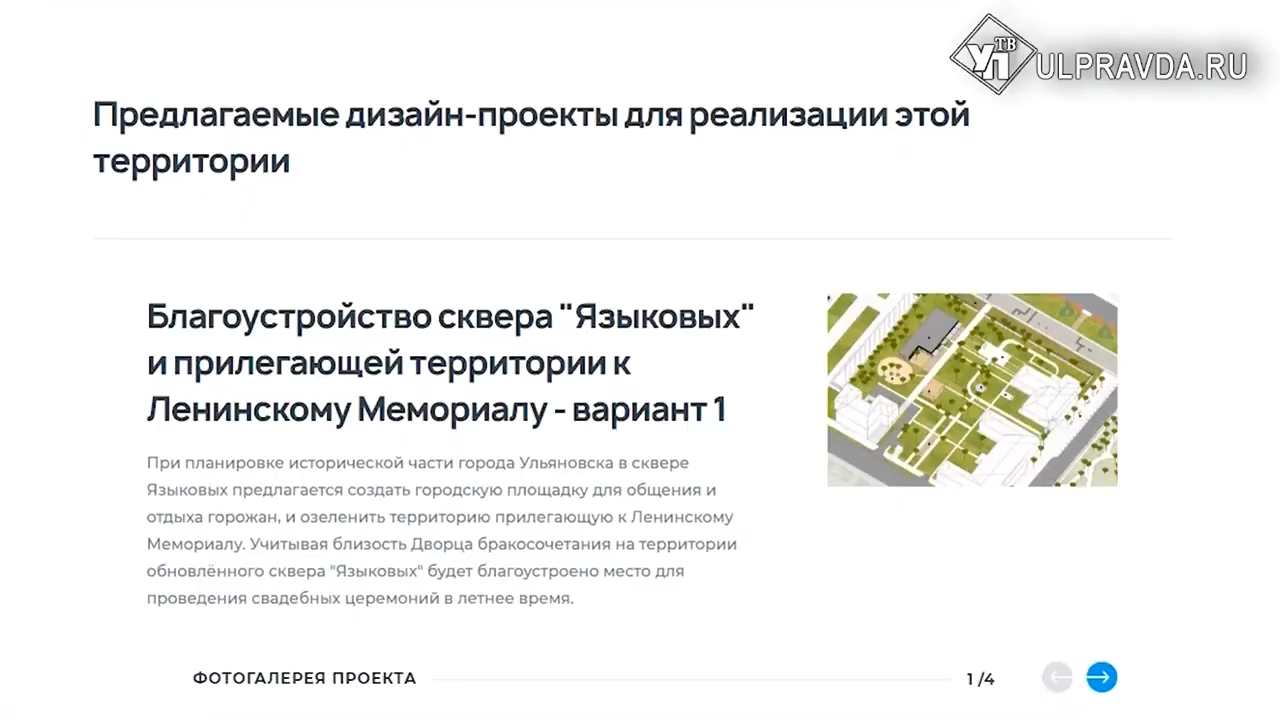 УП ТВ
ULPRAVDA.RU
Предлагаемые дизайн-проекты для реализации этой
территории
Благоустройство сквера "Языковых"
и прилегающей территории к
Ленинскому Мемориалу - вариант 1
При планировке исторической части города Ульяновска в сквере
Языковых предлагается создать городскую площадку для общения и
отдыха горожан, и озеленить территорию прилегающую к Ленинскому
Мемориалу. Учитывая близость Дворца бракосочетания на территории
обновлённого сквера "Языковых" будет благоустроено место для
проведения свадебных церемоний в летнее время.
ФОТОГАЛЕРЕЯ ПРОЕКТА
1 /4